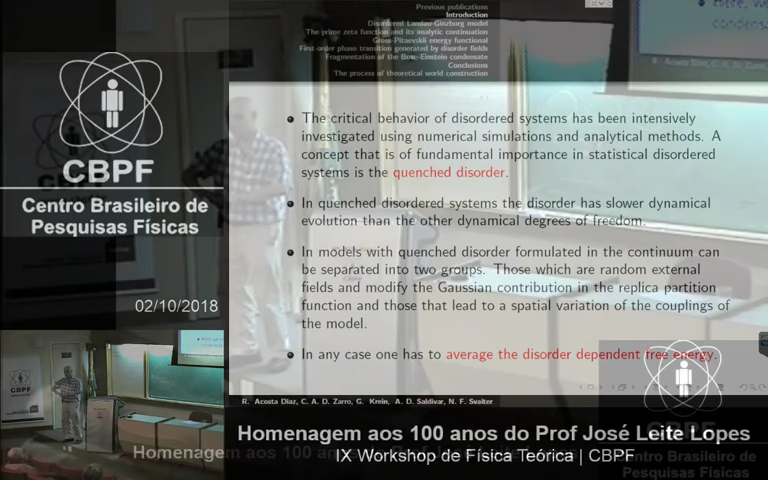 Previous publications
Introduction
Disordered Landau-Ginzburg model
The prime zeta function and its analytic continuation
Gross-Pitaevskii energy functional
First-order phase transition generated by disorder fields
Fragmentation of the Bose-Einstein condensate
Conclusions
The process of theoretical world construction
CBPF
Centro Brasileiro de
Pesquisas Físicas
02/10/2018
The critical behavior of disordered systems has been intensively
investigated using numerical simulations and analytical methods. A
concept that is of fundamental importance in statistical disordered
systems is the quenched disorder.
In quenched disordered systems the disorder has slower dynamical
evolution than the other dynamical degrees of freedom.
In models with quenched disorder formulated in the continuum can
be separated into two groups. Those which are random external
fields and modify the Gaussian contribution in the replica partition
function and those that lead to a spatial variation of the couplings of
the model.
In any case one has to average the disorder dependent free energy.
R. Acosta Diaz, C. A. D. Zarro, G. Krein, A. D. Saldivar, N. F. Svaiter
CBPF
Homenagem aos 100 anos do Prof José Leite Lopes
IX Workshop de Física Teórica | CBPF
Homenagem aos 100 anos d
Centro Brasileiro de
Pesquisas Físicas